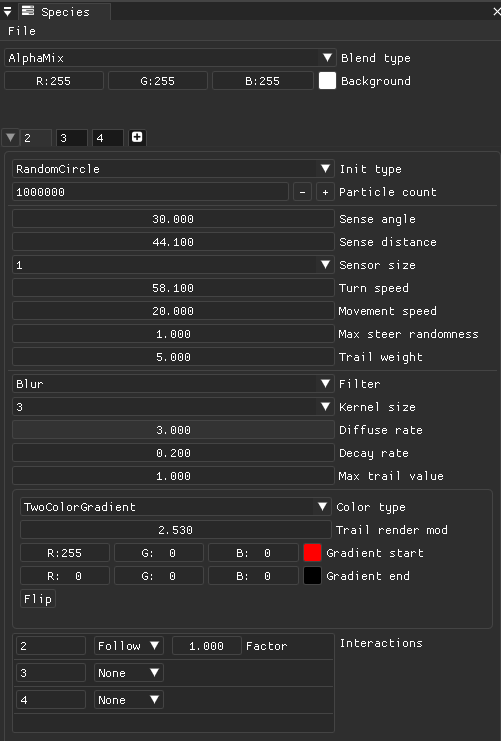 Species
File
AlphaMix Blend type
R:255 G:255 B:255 Background
2 3 4
RandomCircle Init type
1000000 - + Particle count
30.000 Sense angle
44.100 Sense distance
1 Sensor size
58.100 Turn speed
20.000 Movement speed
1.000 Max steer randomness
5.000 Trail weight
Blur Filter
3 Kernel size
3.000 Diffuse rate
0.200 Decay rate
1.000 Max trail value
TwoColorGradient Color type
2.530 Trail render mod
R:255 G: 0 B: 0 Gradient start
R: 0 G: 0 B: 0 Gradient end
Flip
2 Follow 1.000 Factor Interactions
3 None
4 None